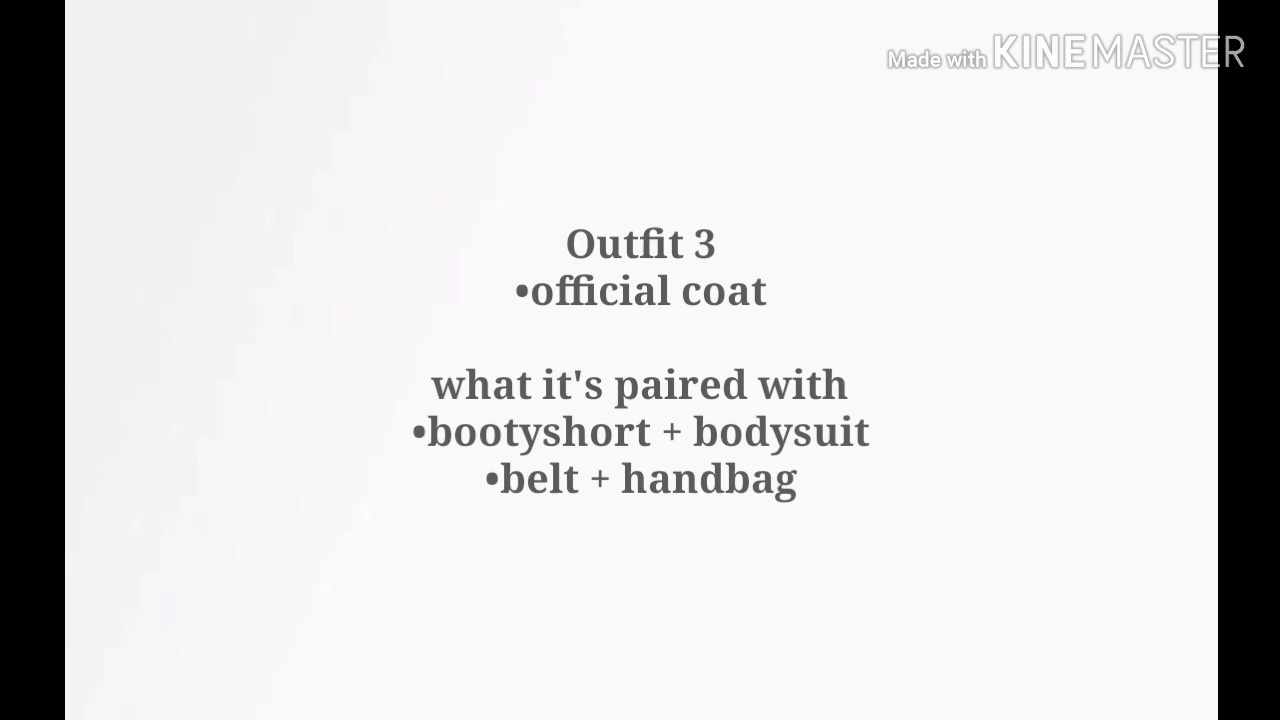 Made with KINEMASTER
Outfit 3
•official coat
what it's paired with
•bootyshort + bodysuit
•belt + handbag